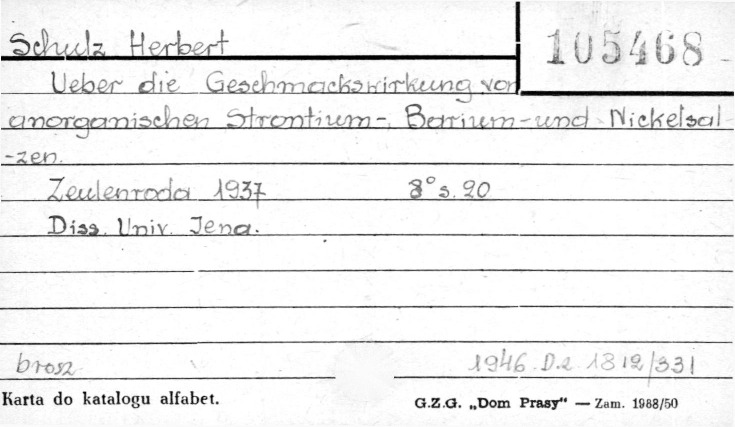 Schulz Herbert
105468
Ueber die Geschmackswirkung von
anorganischen Strontium-, Barium- und Nickelsal-
-zen.
Zeulenroda 1937 8° s. 20
Diss. Univ. Jena.
brosz. 1946. D.2 1812/331
Karta do katalogu alfabet. G.Z.G. „Dom Prasy" — Zam. 1988/50